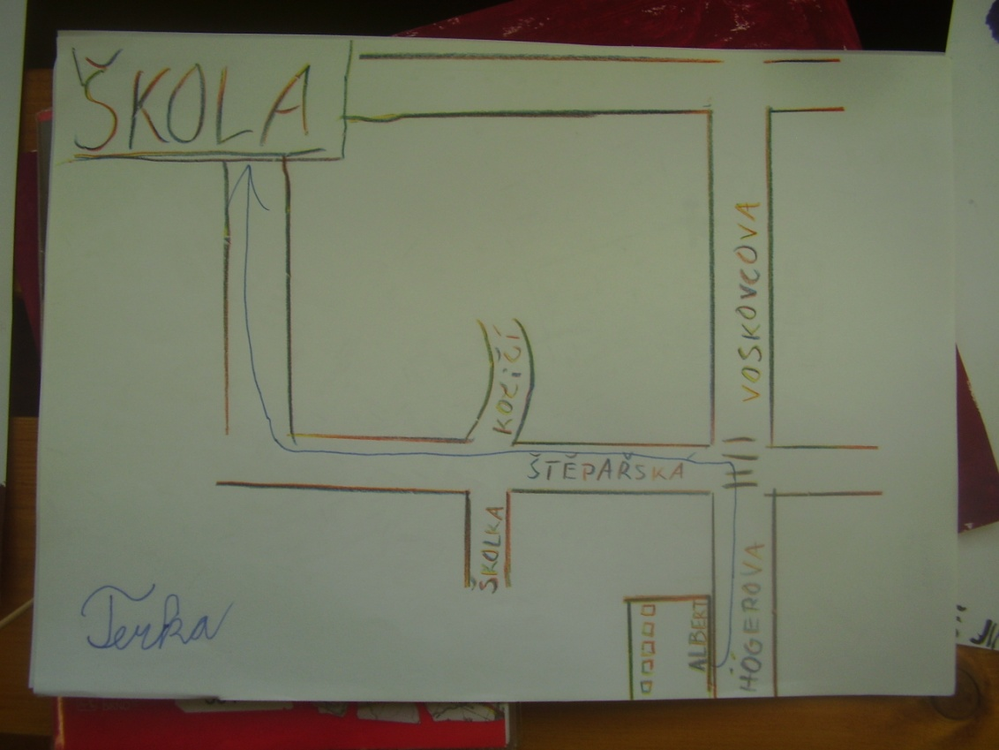 ŠKOLA
VOSKOVCOVA
KOČIČÍ
ŠTĚPAŘSKÁ
ŠKOLKA
ALBERT
HÖGEROVA
Terka